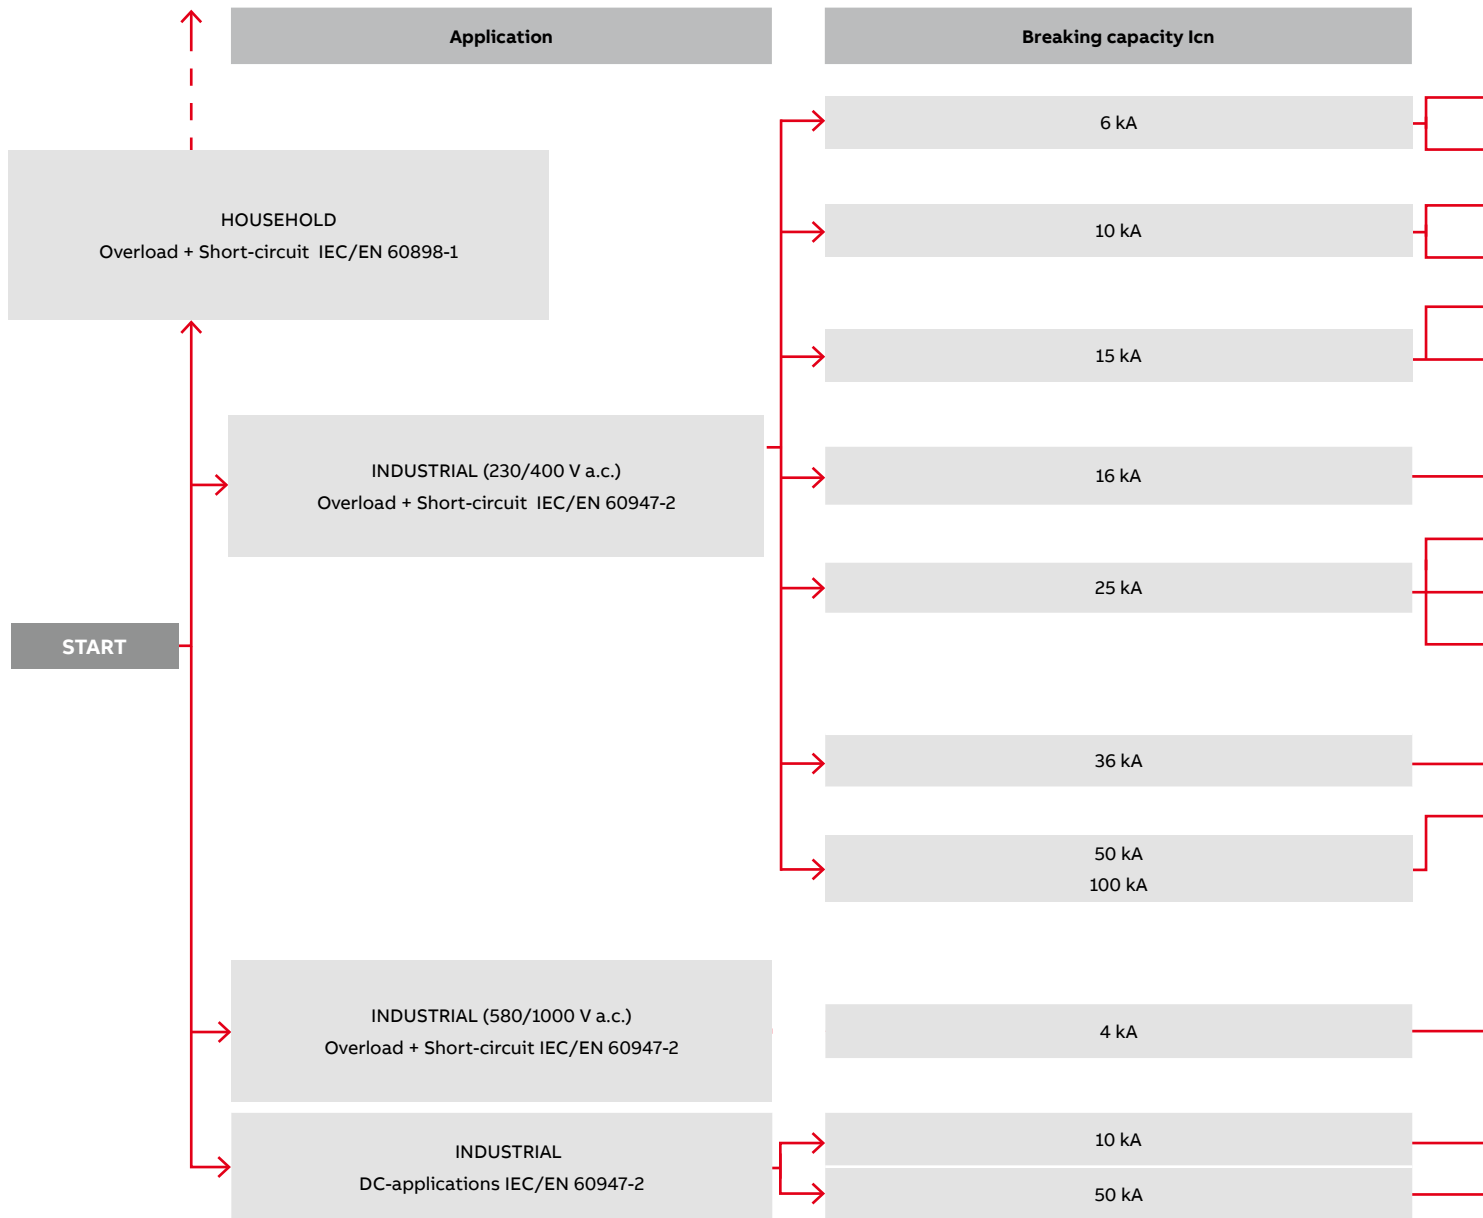 Application
Breaking capacity Icn
HOUSEHOLD
Overload + Short-circuit IEC/EN 60898-1
INDUSTRIAL (230/400 V a.c.)
Overload + Short-circuit IEC/EN 60947-2
START
INDUSTRIAL (580/1000 V a.c.)
Overload + Short-circuit IEC/EN 60947-2
INDUSTRIAL
DC-applications IEC/EN 60947-2
6 kA
10 kA
15 kA
16 kA
25 kA
36 kA
50 kA
100 kA
4 kA
10 kA
50 kA